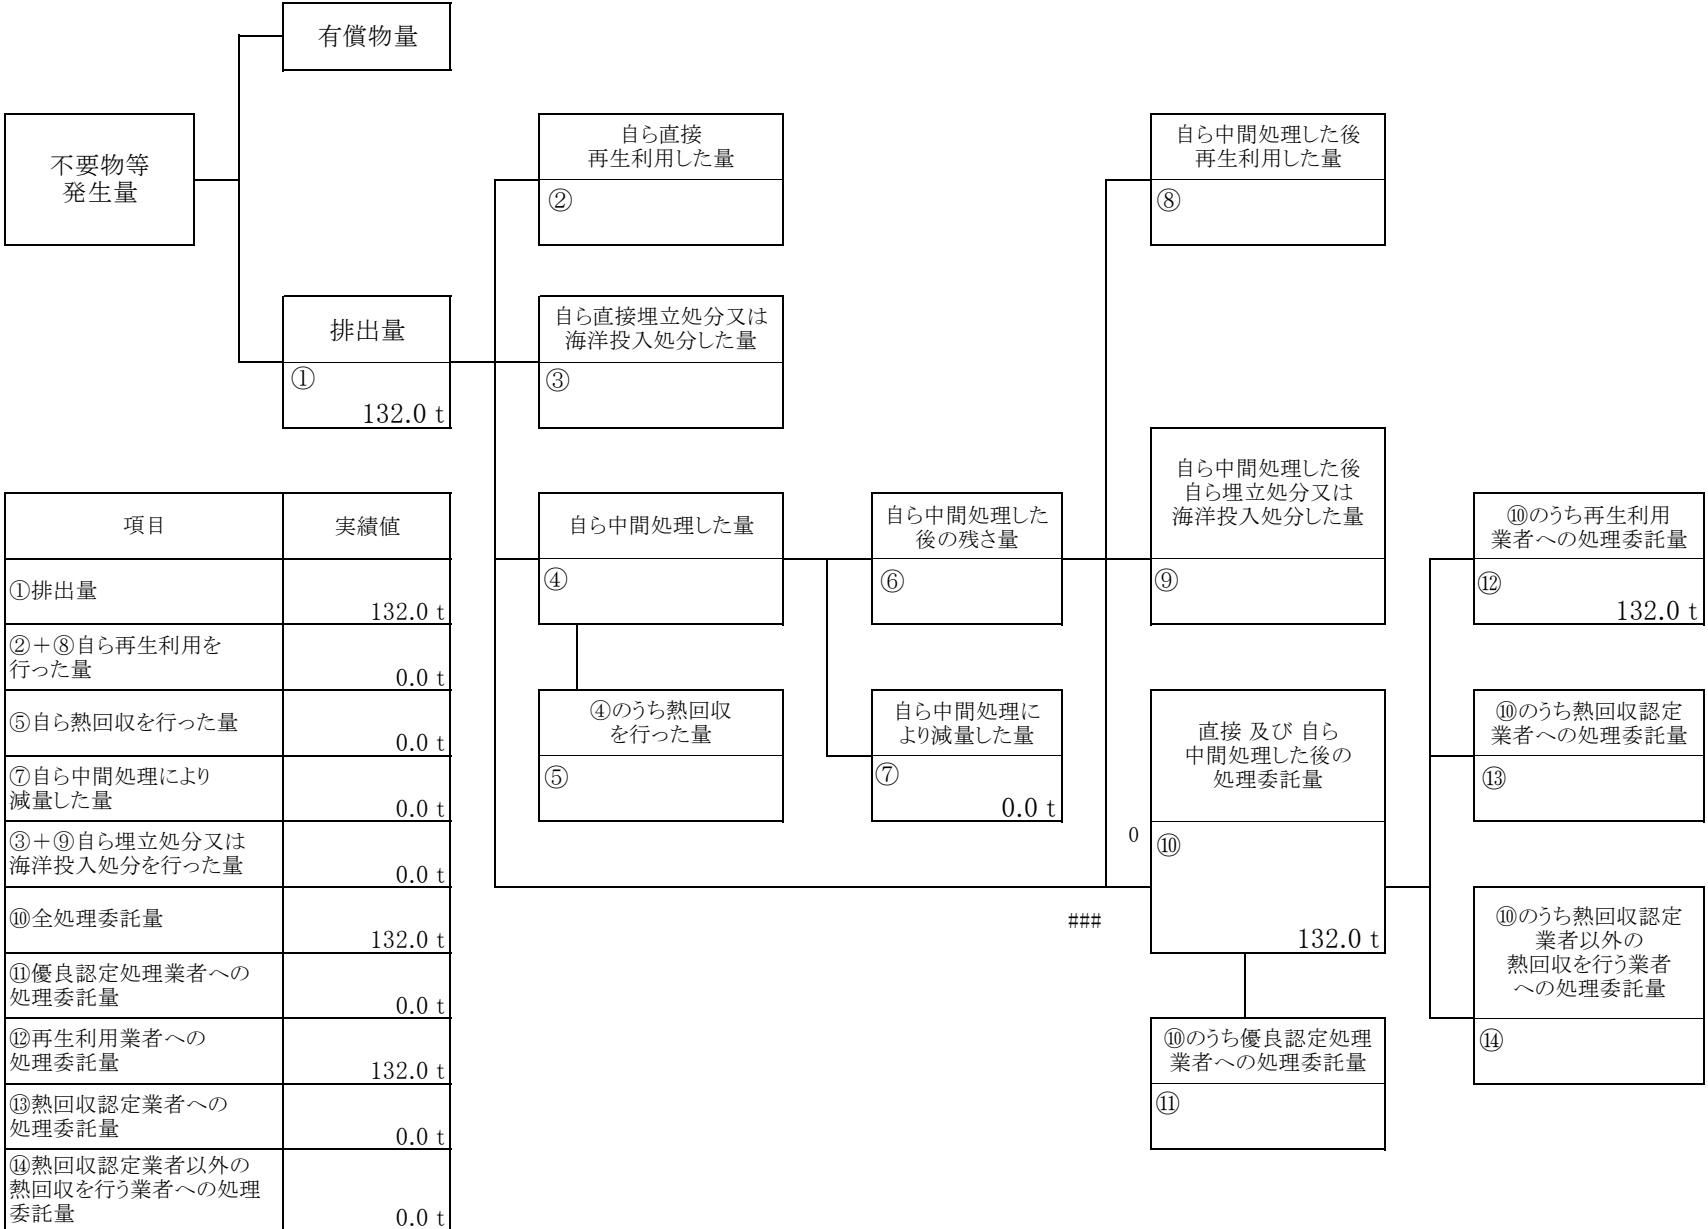 有償物量
不要物等
発生量
自ら直接
再生利用した量
②
自ら中間処理した後
再生利用した量
⑧
排出量
①
132.0 t
自ら直接埋立処分又は
海洋投入処分した量
③
自ら中間処理した後
自ら埋立処分又は
海洋投入処分した量
⑨
自ら中間処理した量
④
自ら中間処理した
後の残さ量
⑥
⑩のうち再生利用
業者への処理委託量
⑫
132.0 t
④のうち熱回収
を行った量
⑤
自ら中間処理に
より減量した量
⑦
0.0 t
直接 及び 自ら
中間処理した後の
処理委託量
0
⑩
132.0 t
###
⑩のうち熱回収認定
業者への処理委託量
⑬
⑩のうち熱回収認定
業者以外の
熱回収を行う業者
への処理委託量
⑭
⑩のうち優良認定処理
業者への処理委託量
⑪
項目 実績値
①排出量
132.0 t
②＋⑧自ら再生利用を
行った量
0.0 t
⑤自ら熱回収を行った量
0.0 t
⑦自ら中間処理により
減量した量
0.0 t
③＋⑨自ら埋立処分又は
海洋投入処分を行った量
0.0 t
⑩全処理委託量
132.0 t
⑪優良認定処理業者への
処理委託量
0.0 t
⑫再生利用業者への
処理委託量
132.0 t
⑬熱回収認定業者への
処理委託量
0.0 t
⑭熱回収認定業者以外の
熱回収を行う業者への処理
委託量
0.0 t